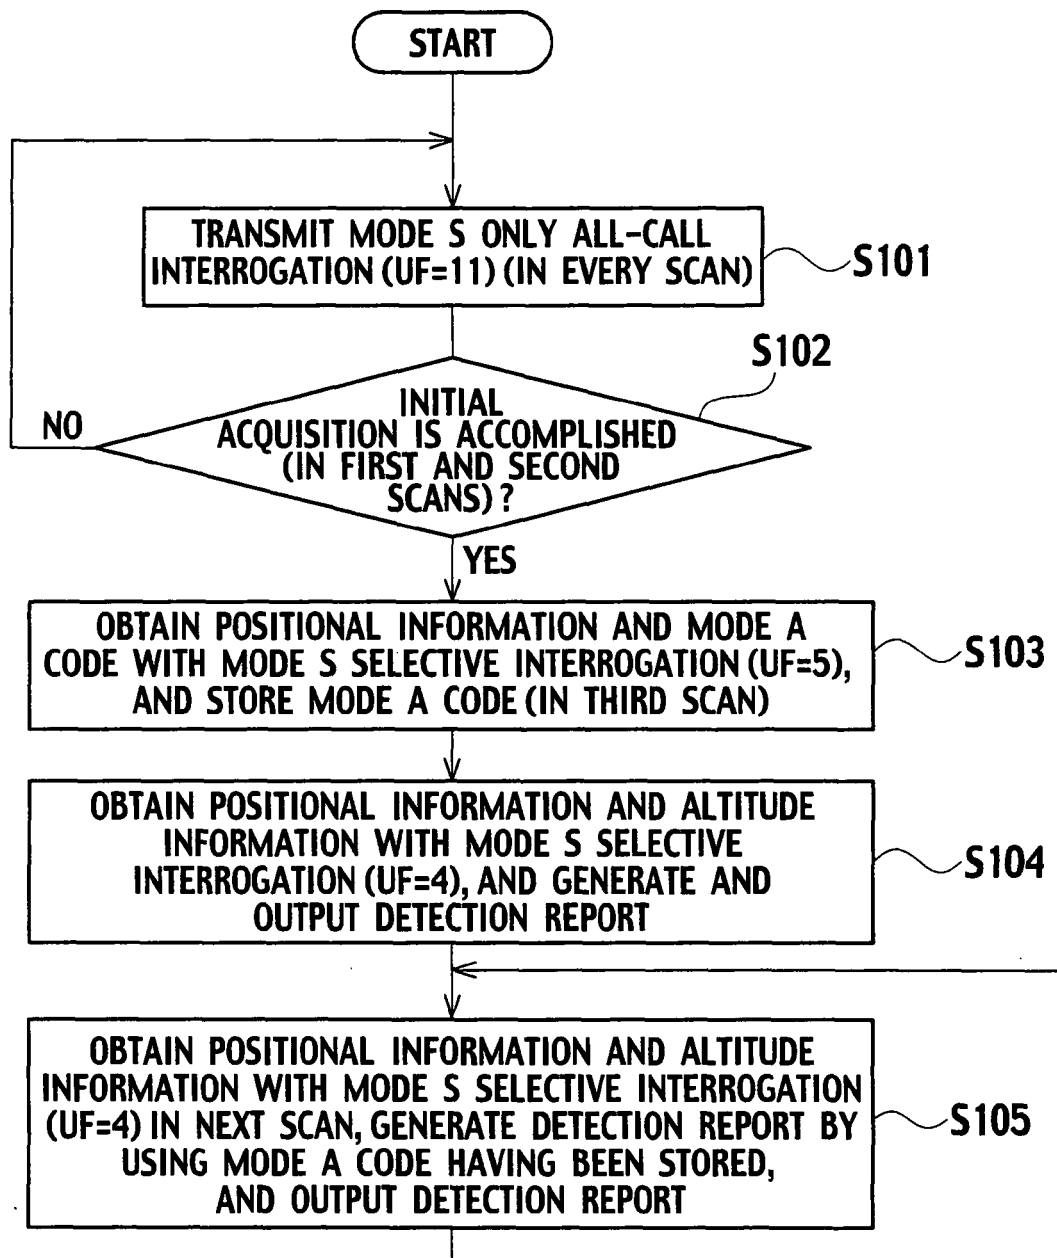 START
TRANSMIT MODE S ONLY ALL-CALL
INTERROGATION (UF=11) (IN EVERY SCAN)
S101
S102
INITIAL
ACQUISITION IS ACCOMPLISHED
(IN FIRST AND SECOND
SCANS) ?
NO
YES
OBTAIN POSITIONAL INFORMATION AND MODE A
CODE WITH MODE S SELECTIVE INTERROGATION (UF=5),
AND STORE MODE A CODE (IN THIRD SCAN)
S103
OBTAIN POSITIONAL INFORMATION AND ALTITUDE
INFORMATION WITH MODE S SELECTIVE
INTERROGATION (UF=4), AND GENERATE AND
OUTPUT DETECTION REPORT
S104
OBTAIN POSITIONAL INFORMATION AND ALTITUDE
INFORMATION WITH MODE S SELECTIVE INTERROGATION
(UF=4) IN NEXT SCAN, GENERATE DETECTION REPORT BY
USING MODE A CODE HAVING BEEN STORED,
AND OUTPUT DETECTION REPORT
S105